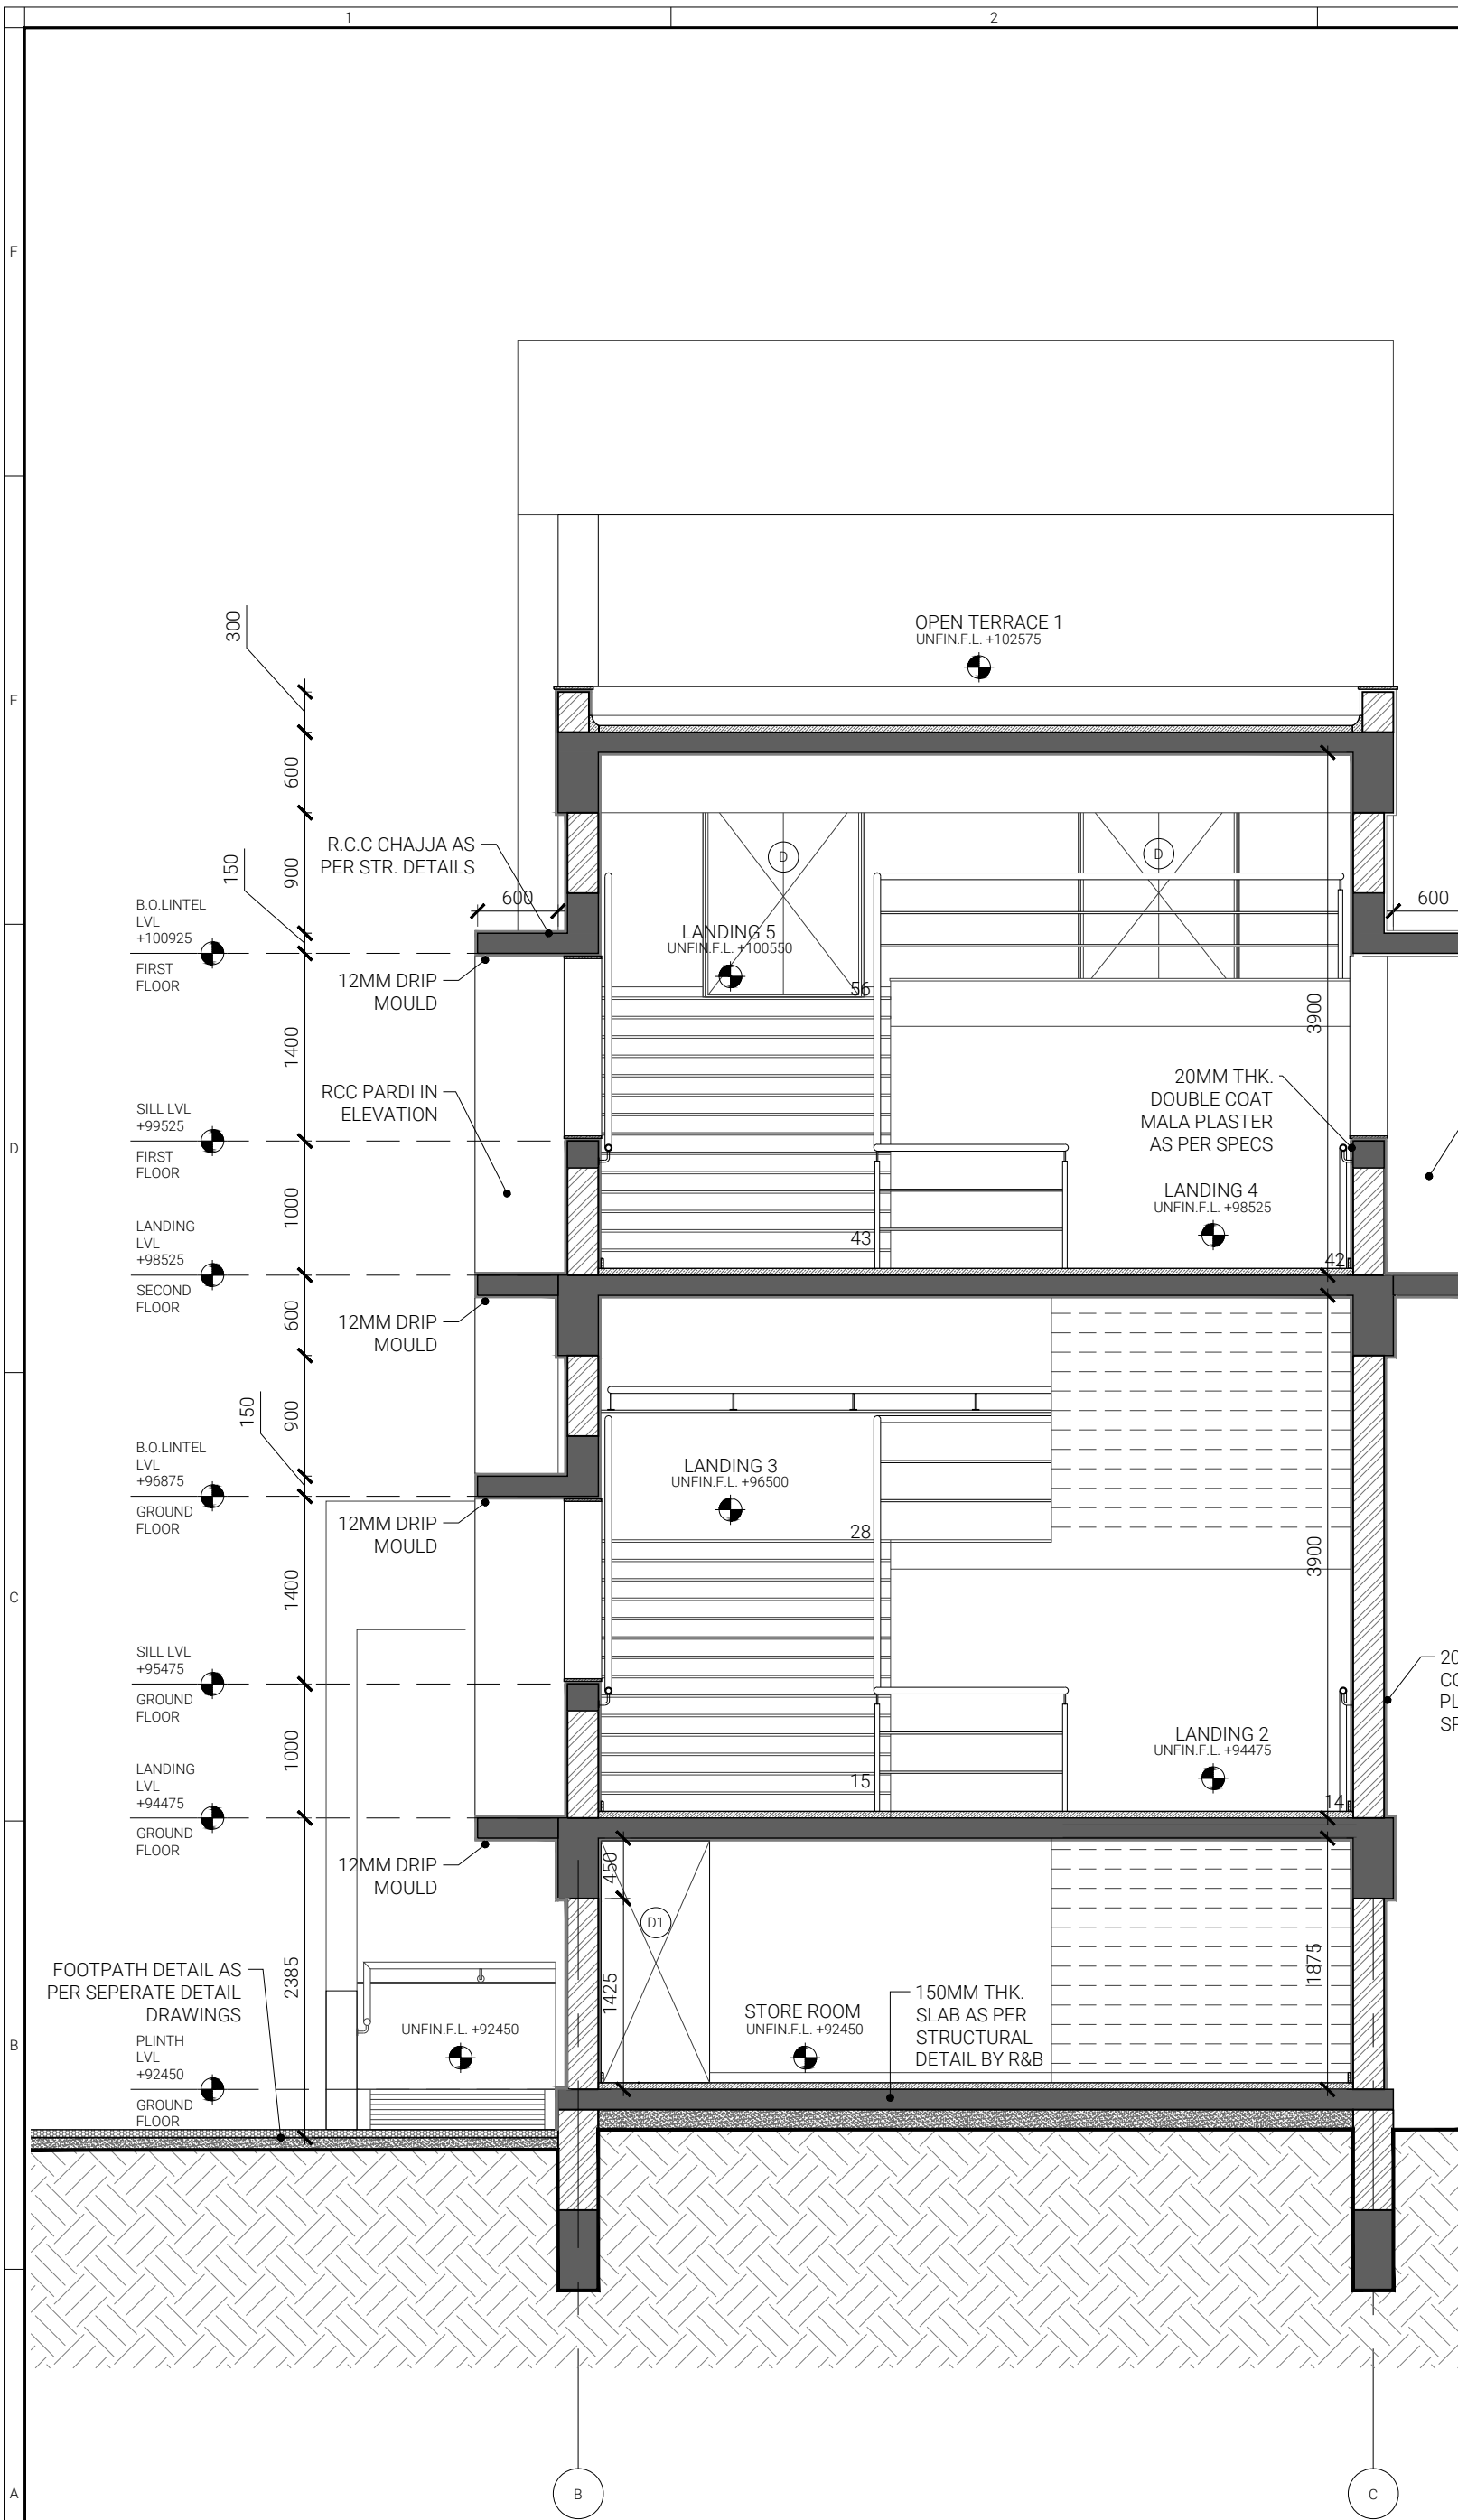 1
2
F
E
D
C
B
A
OPEN TERRACE 1
UNFIN.F.L. +102575
300
600
900
150
R.C.C CHAJJA AS
PER STR. DETAILS
600
600
D
D
B.O.LINTEL
LVL
+100925
FIRST
FLOOR
12MM DRIP
MOULD
LANDING 5
UNFIN.F.L. +100550
56
3900
1400
RCC PARDI IN
ELEVATION
20MM THK.
DOUBLE COAT
MALA PLASTER
AS PER SPECS
SILL LVL
+99525
FIRST
FLOOR
1000
LANDING 4
UNFIN.F.L. +98525
43
42
LANDING
LVL
+98525
SECOND
FLOOR
600
12MM DRIP
MOULD
900
150
B.O.LINTEL
LVL
+96875
GROUND
FLOOR
12MM DRIP
MOULD
LANDING 3
UNFIN.F.L. +96500
28
3900
1400
SILL LVL
+95475
GROUND
FLOOR
20
1000
LANDING 2
UNFIN.F.L. +94475
15
14
LANDING
LVL
+94475
GROUND
FLOOR
12MM DRIP
MOULD
450
D1
1425
1875
2385
FOOTPATH DETAIL AS
PER SEPERATE DETAIL
DRAWINGS
PLINTH
LVL
+92450
GROUND
FLOOR
UNFIN.F.L. +92450
STORE ROOM
UNFIN.F.L. +92450
150MM THK.
SLAB AS PER
STRUCTURAL
DETAIL BY R&B
B
C